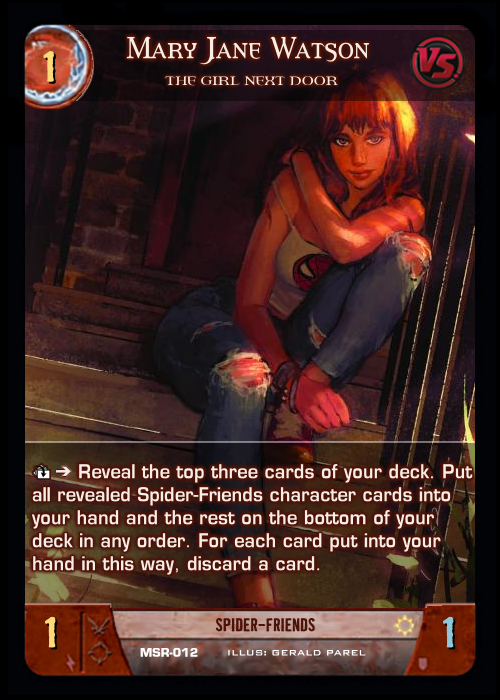 1
MARY JANE WATSON
VS
THE GIRL NEXT DOOR
➔ Reveal the top three cards of your deck. Put
all revealed Spider-Friends character cards into
your hand and the rest on the bottom of your
deck in any order. For each card put into your
hand in this way, discard a card.
1
SPIDER-FRIENDS
1
MSR-012 ILLUS: GERALD PAREL